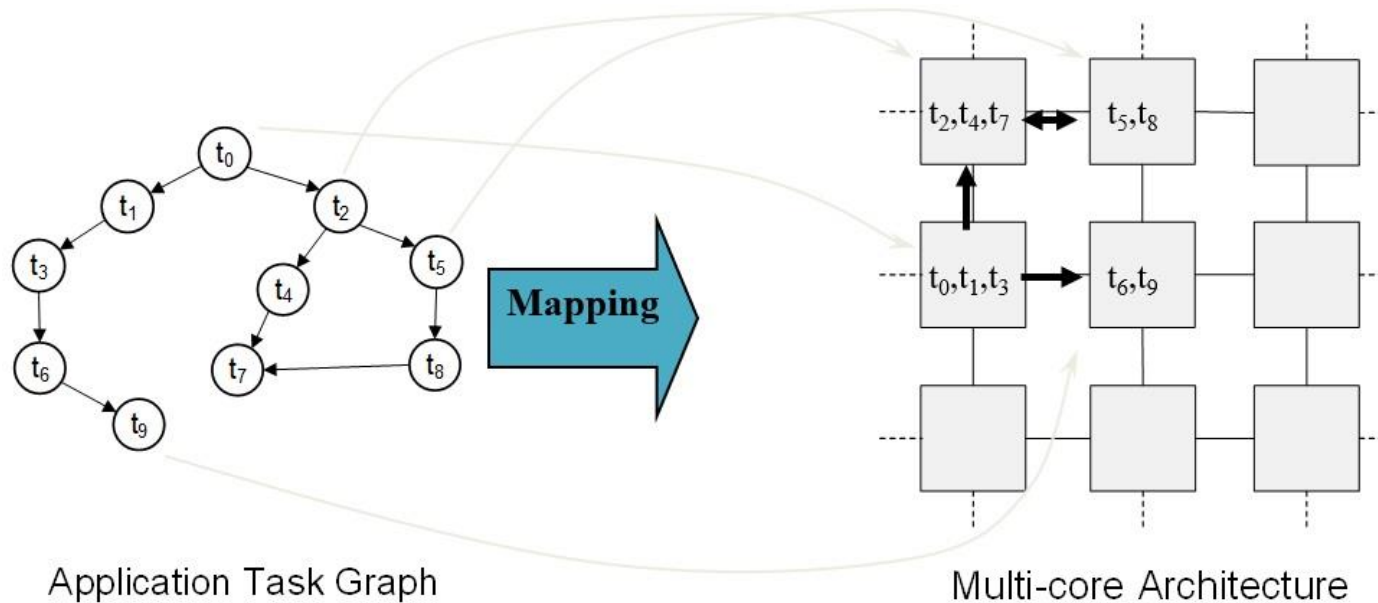 t₀
t₁
t₂
t₃
t₅
t₄
t₆
t₇
t₈
t₉
Application Task Graph
Mapping
t₂,t₄,t₇
t₅,t₈
t₀,t₁,t₃
t₆,t₉
Multi-core Architecture